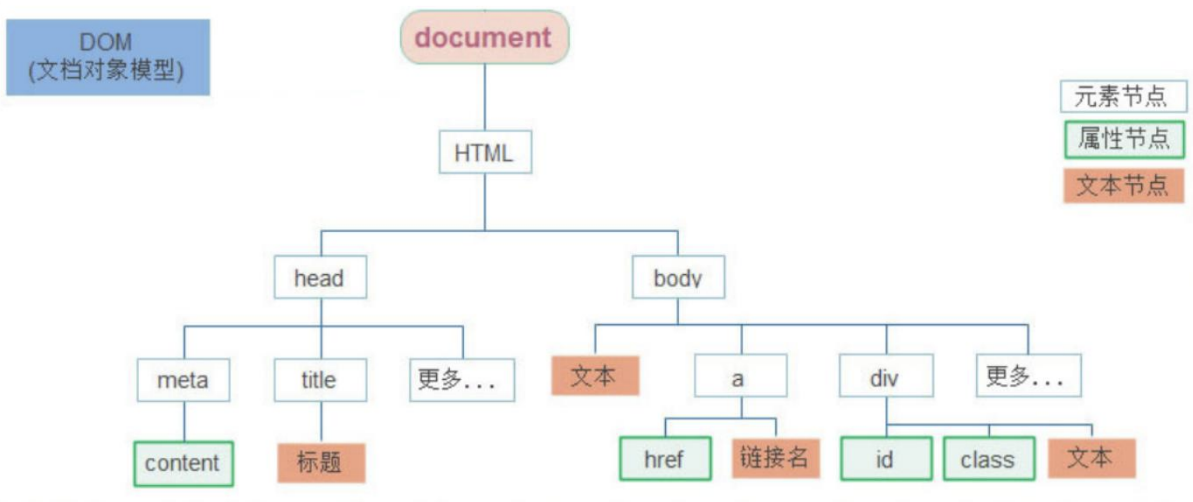 DOM
(文档对象模型)
document
元素节点
属性节点
文本节点
HTML
head
body
meta
title
更多...
文本
a
div
更多...
content
标题
href
链接名
id
class
文本